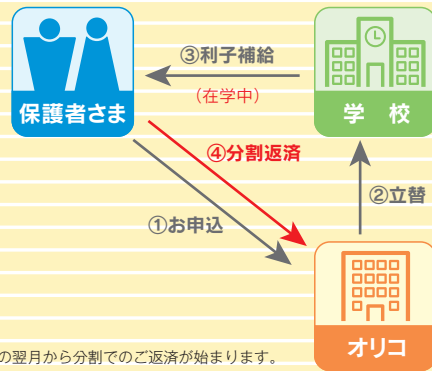 ③利子補給
（在学中）
保護者さま
学　校
④分割返済
②立替
①お申込
オリコ
の翌月から分割でのご返済が始まります。